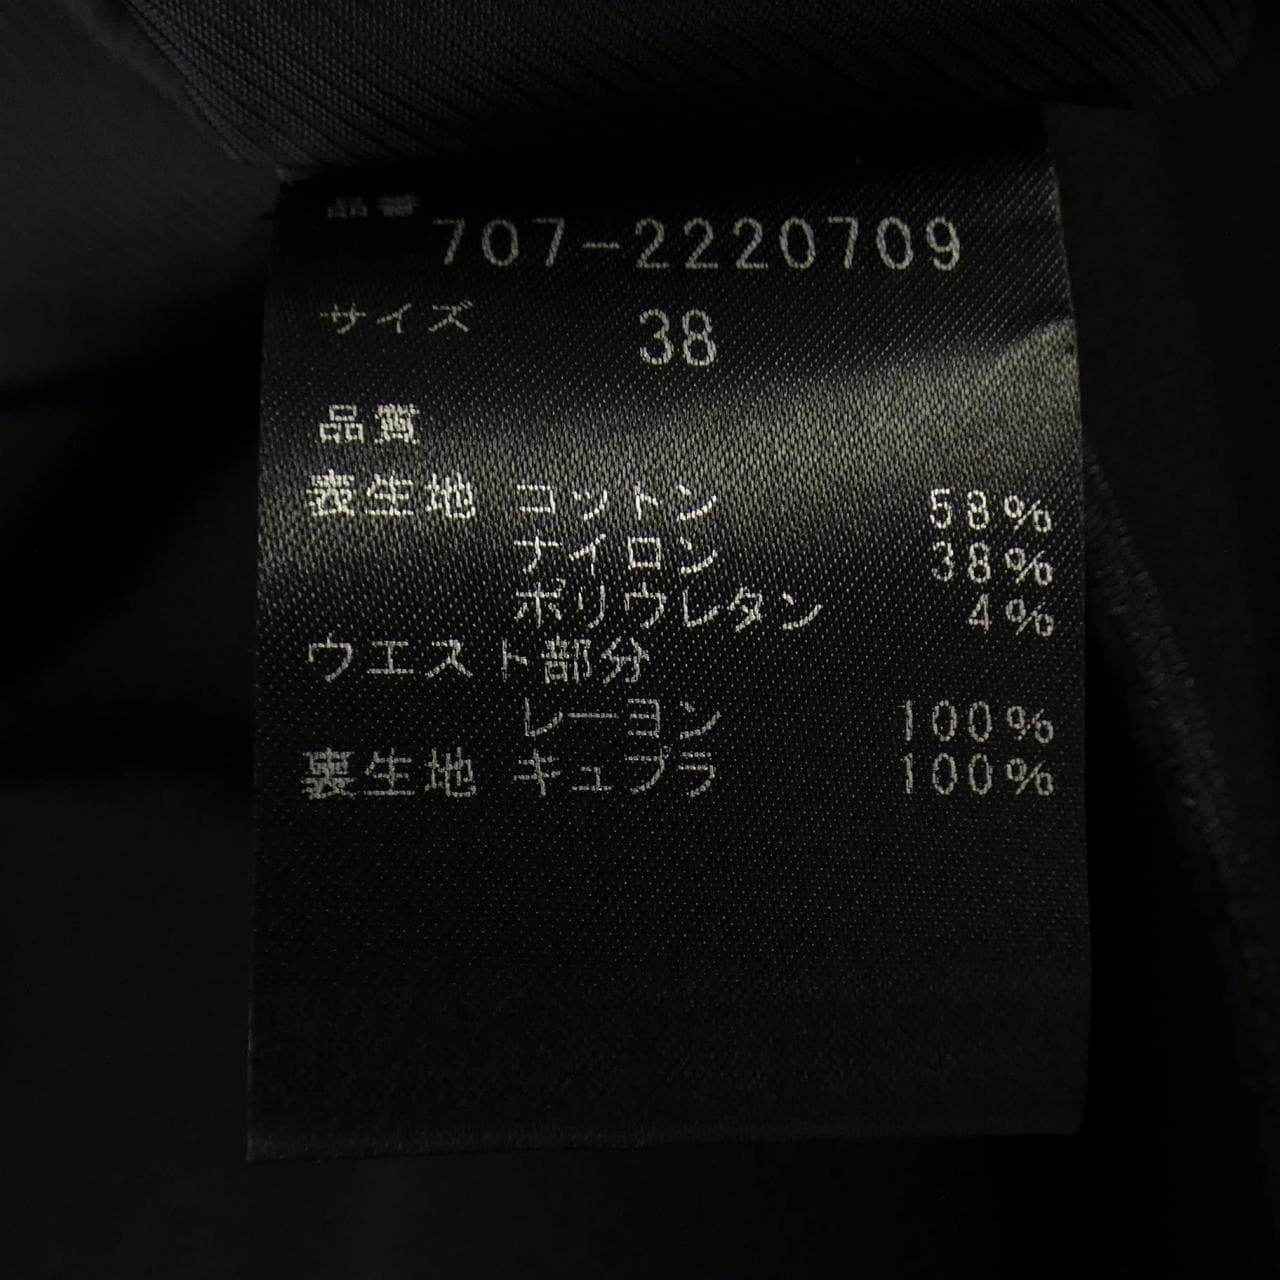 品番
707-2220709
サイズ 38
品質
表生地 コットン 58%
ナイロン 38%
ポリウレタン 4%
ウエスト部分
レーヨン 100%
裏生地 キュプラ 100%